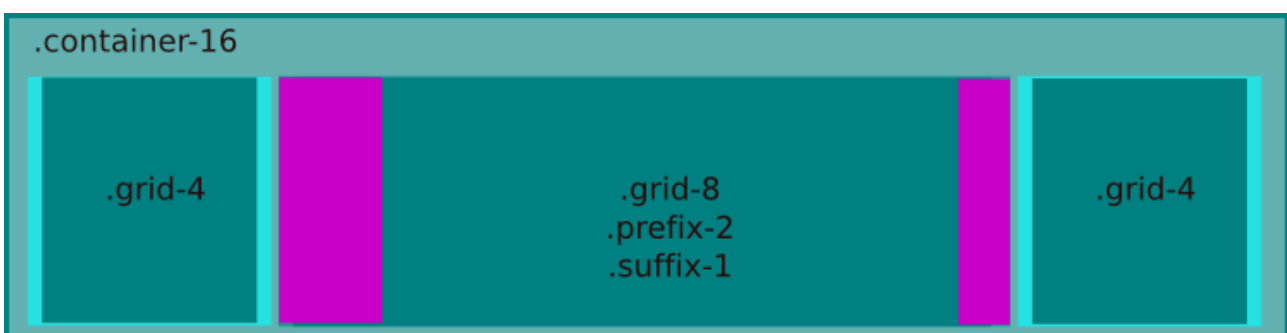 .container-16
.grid-4
.grid-8
.prefix-2
.suffix-1
.grid-4